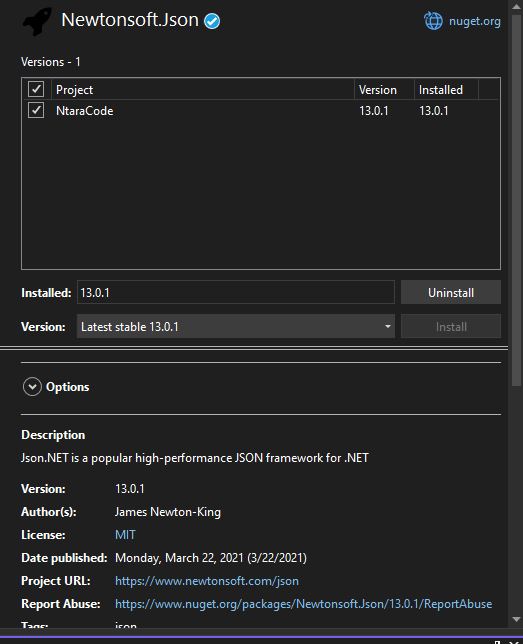 Newtonsoft.Json
nuget.org
Versions - 1
Project Version Installed
NtaraCode 13.0.1 13.0.1
Installed: 13.0.1 Uninstall
Version: Latest stable 13.0.1 Install
Options
Description
Json.NET is a popular high-performance JSON framework for .NET
Version: 13.0.1
Author(s): James Newton-King
License: MIT
Date published: Monday, March 22, 2021 (3/22/2021)
Project URL: https://www.newtonsoft.com/json
Report Abuse: https://www.nuget.org/packages/Newtonsoft.Json/13.0.1/ReportAbuse
Tags: json